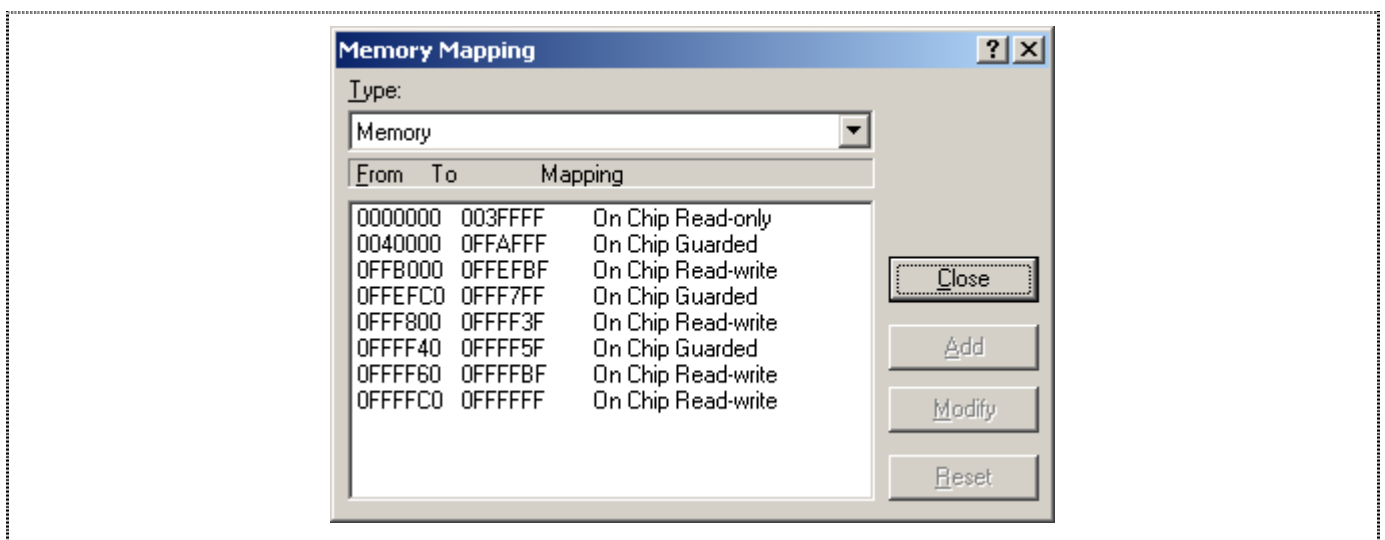 Memory Mapping
Type:
Memory
From To Mapping
0000000 003FFFF On Chip Read-only
0040000 0FFAFFF On Chip Guarded
0FFB000 0FFEFBF On Chip Read-write
0FFEFC0 0FFF7FF On Chip Guarded
0FFF800 0FFFF3F On Chip Read-write
0FFFF40 0FFFF5F On Chip Guarded
0FFFF60 0FFFFBF On Chip Read-write
0FFFFC0 0FFFFFF On Chip Read-write
Close
Add
Modify
Reset